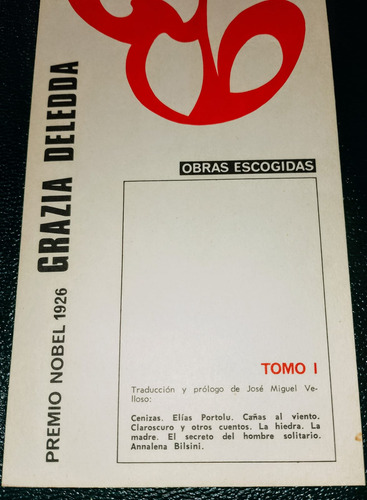 PREMIO NOBEL 1926 GRAZIA DELEDDA
OBRAS ESCOGIDAS
TOMO I
Traducción y prólogo de José Miguel Ve-
lloso:
Cenizas. Elías Portolu. Cañas al viento.
Claroscuro y otros cuentos. La hiedra. La
madre. El secreto del hombre solitario.
Annalena Bilsini.